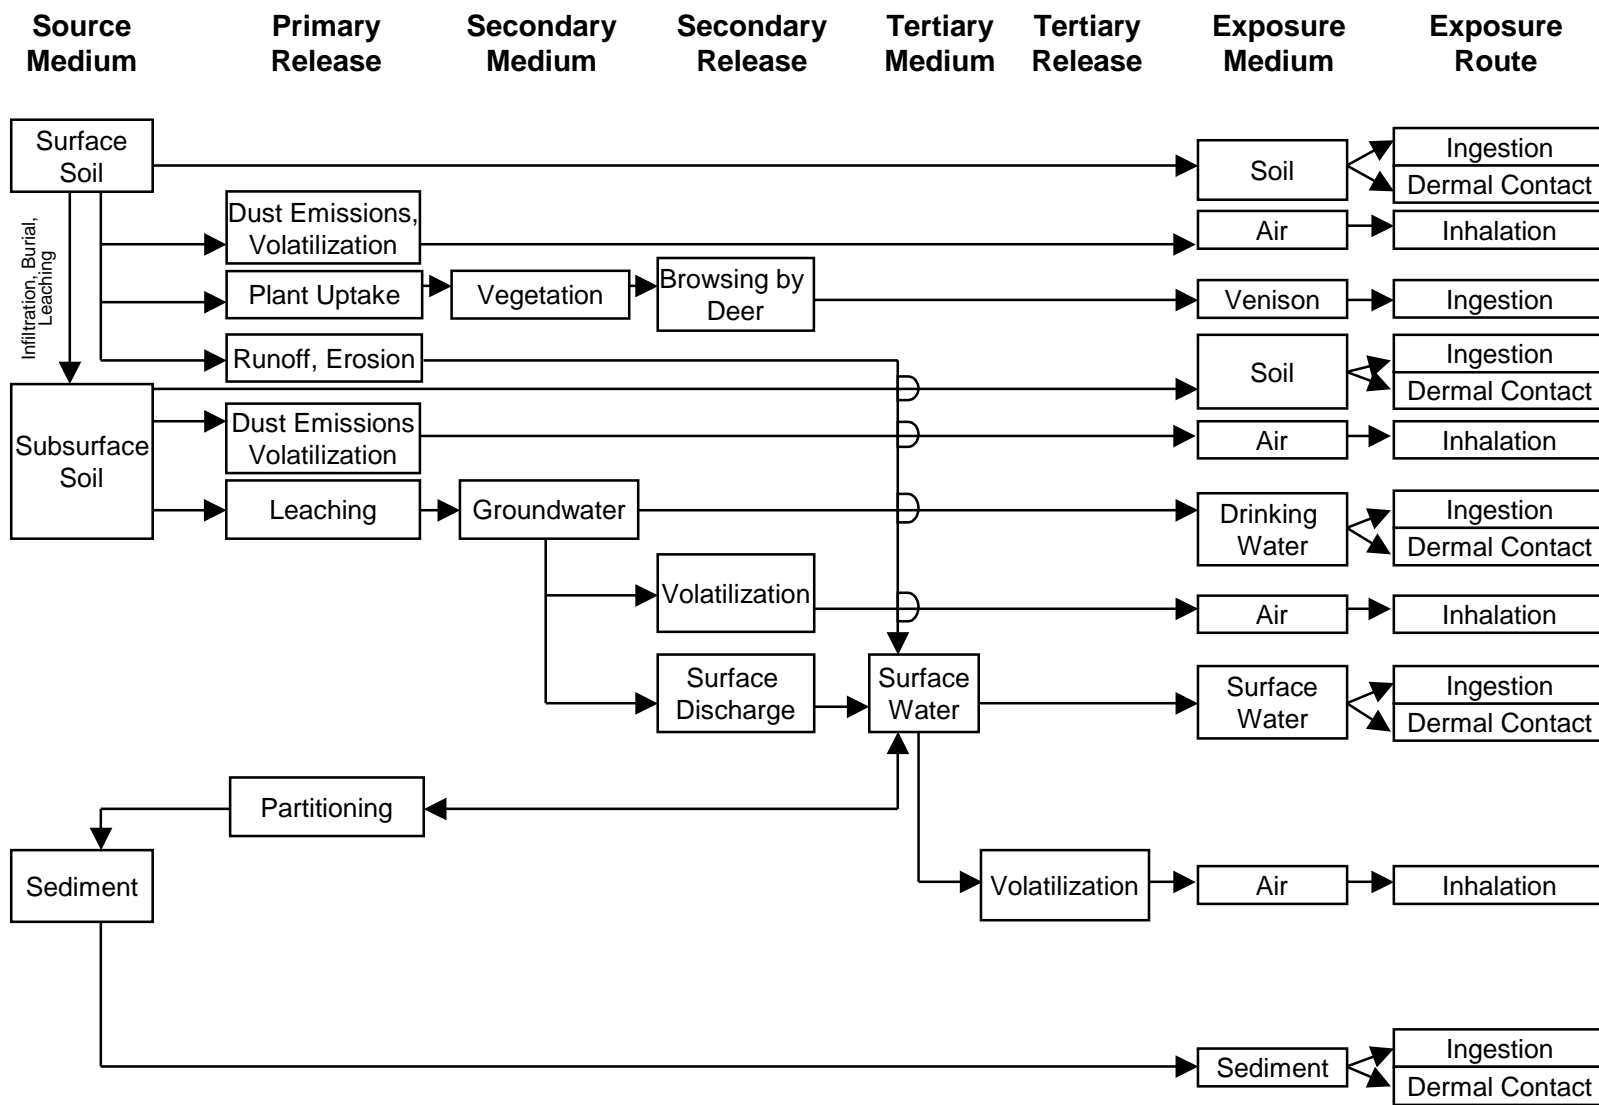 Source
Medium
Primary
Release
Secondary
Medium
Secondary
Release
Tertiary
Medium
Tertiary
Release
Exposure
Medium
Exposure
Route
Surface
Soil
Soil
Ingestion
Dermal Contact
Infiltration, Burial,
Leaching
Dust Emissions,
Volatilization
Air
Inhalation
Plant Uptake
Vegetation
Browsing by
Deer
Venison
Ingestion
Runoff, Erosion
Soil
Ingestion
Dermal Contact
Subsurface
Soil
Dust Emissions
Volatilization
Air
Inhalation
Leaching
Groundwater
Drinking
Water
Ingestion
Dermal Contact
Volatilization
Air
Inhalation
Surface
Discharge
Surface
Water
Surface
Water
Ingestion
Dermal Contact
Partitioning
Sediment
Volatilization
Air
Inhalation
Sediment
Ingestion
Dermal Contact